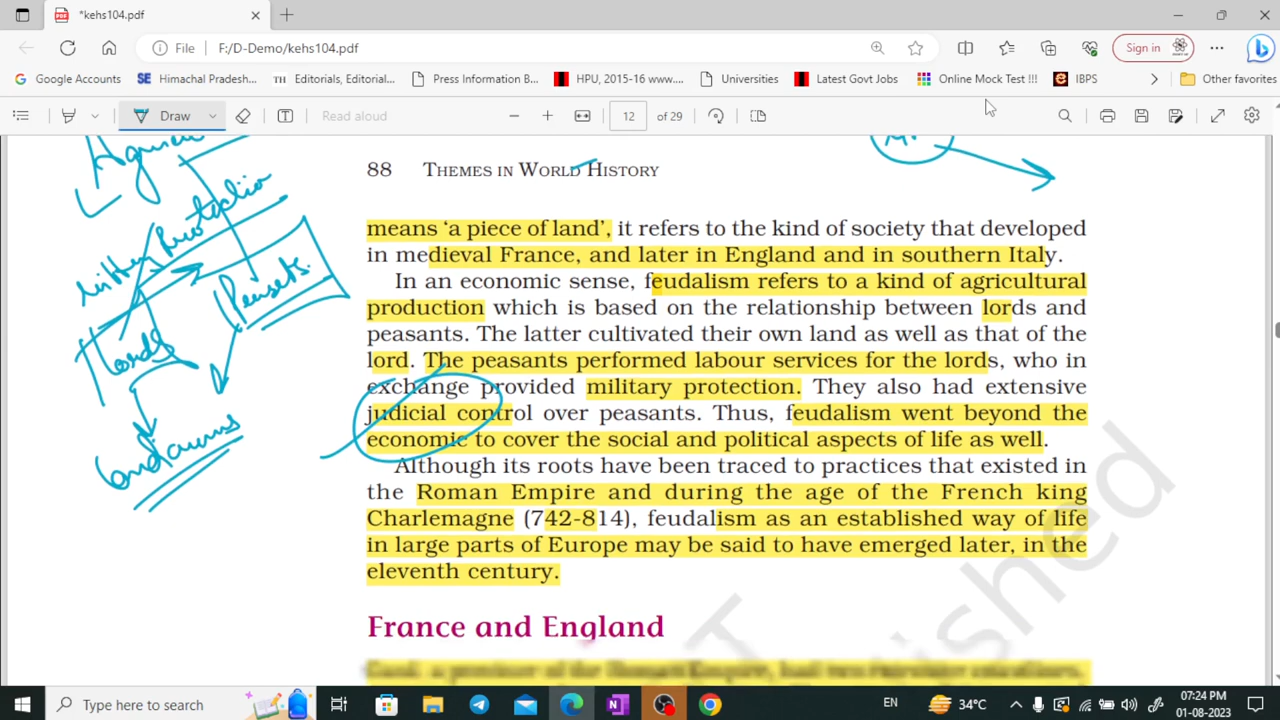 *kehs104.pdf
File F:/D-Demo/kehs104.pdf Sign in
Google Accounts SE Himachal Pradesh... TH Editorials, Editorial... Press Information B... HPU, 2015-16 www.... Universities Latest Govt Jobs Online Mock Test !!! IBPS Other favorites
Draw Read aloud 12 of 29
88 THEMES IN WORLD HISTORY
means ‘a piece of land’, it refers to the kind of society that developed
in medieval France, and later in England and in southern Italy.
In an economic sense, feudalism refers to a kind of agricultural
production which is based on the relationship between lords and
peasants. The latter cultivated their own land as well as that of the
lord. The peasants performed labour services for the lords, who in
exchange provided military protection. They also had extensive
judicial control over peasants. Thus, feudalism went beyond the
economic to cover the social and political aspects of life as well.
Although its roots have been traced to practices that existed in
the Roman Empire and during the age of the French king
Charlemagne (742-814), feudalism as an established way of life
in large parts of Europe may be said to have emerged later, in the
eleventh century.
France and England
Protection
Lords
Type here to search EN 34°C 07:24 PM
01-08-2023